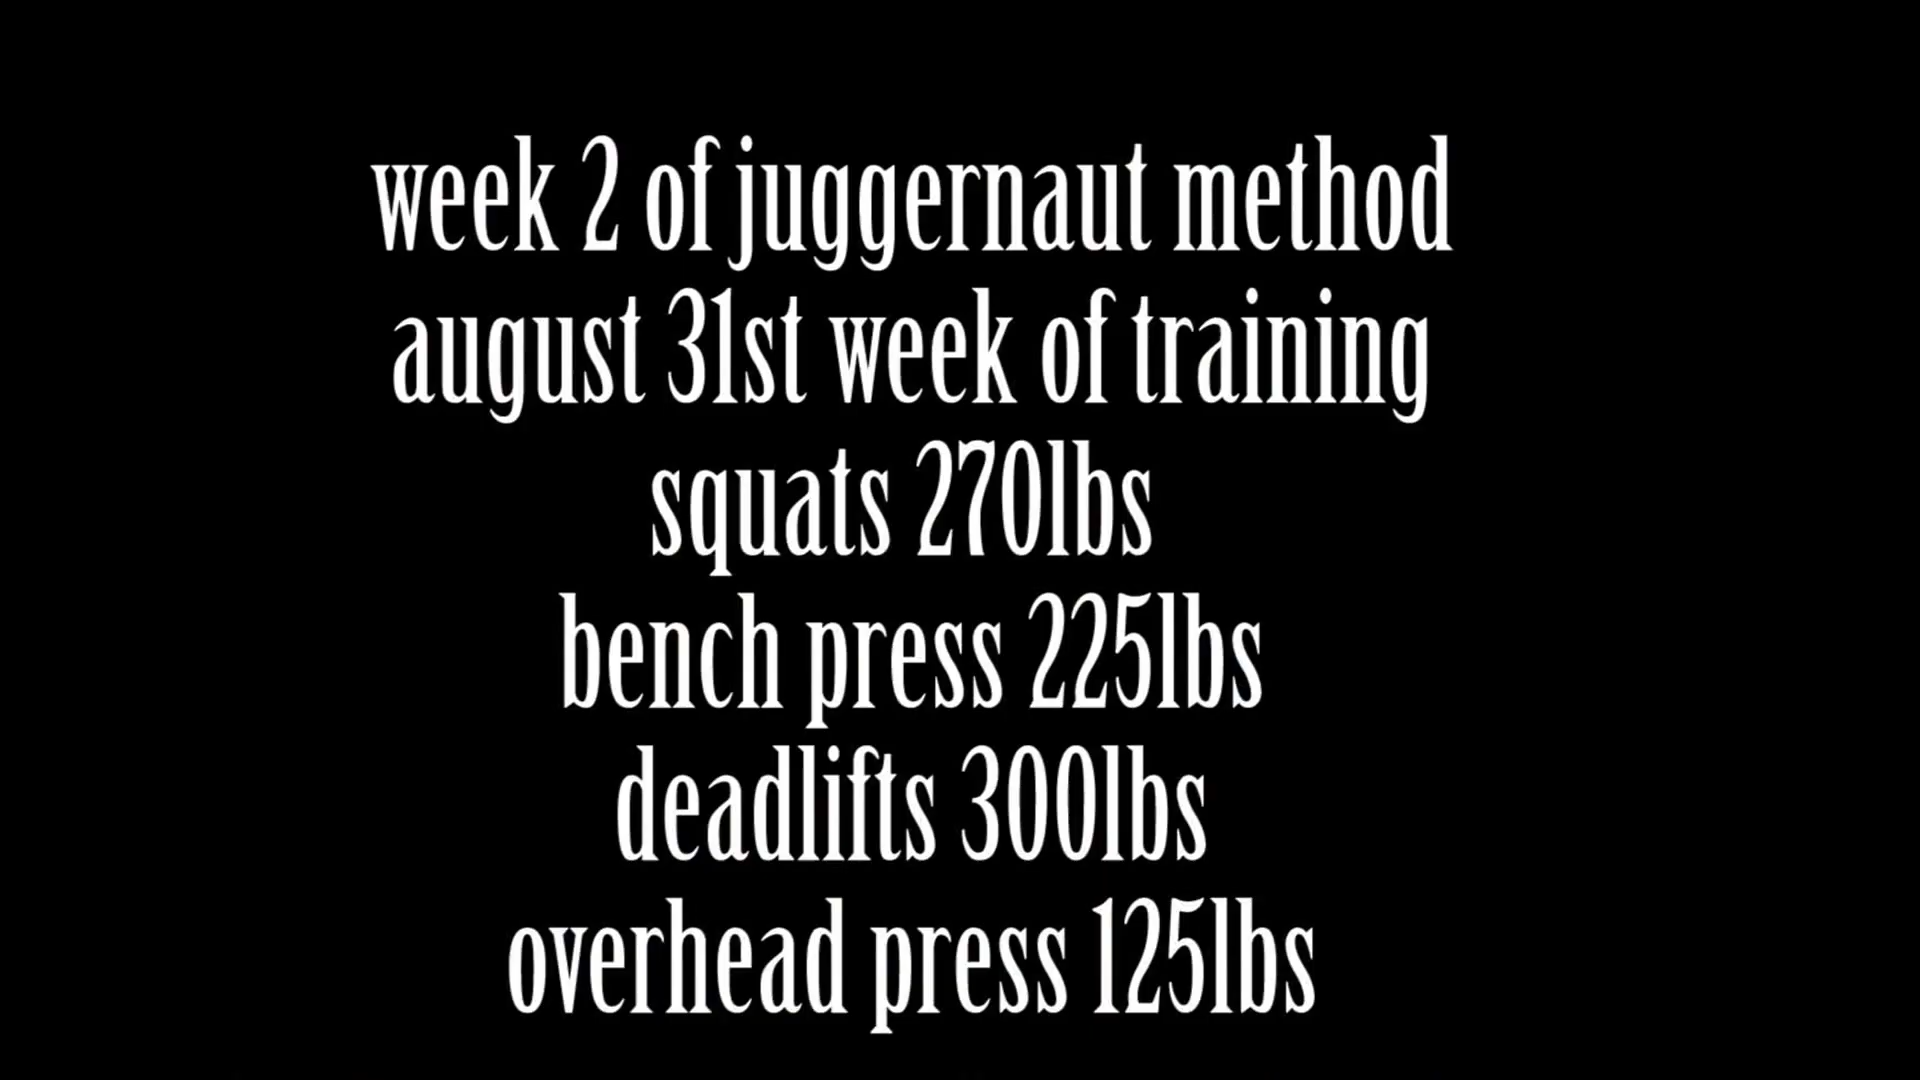 week 2 of juggernaut method
august 31st week of training
squats 270lbs
bench press 225lbs
deadlifts 300lbs
overhead press 125lbs